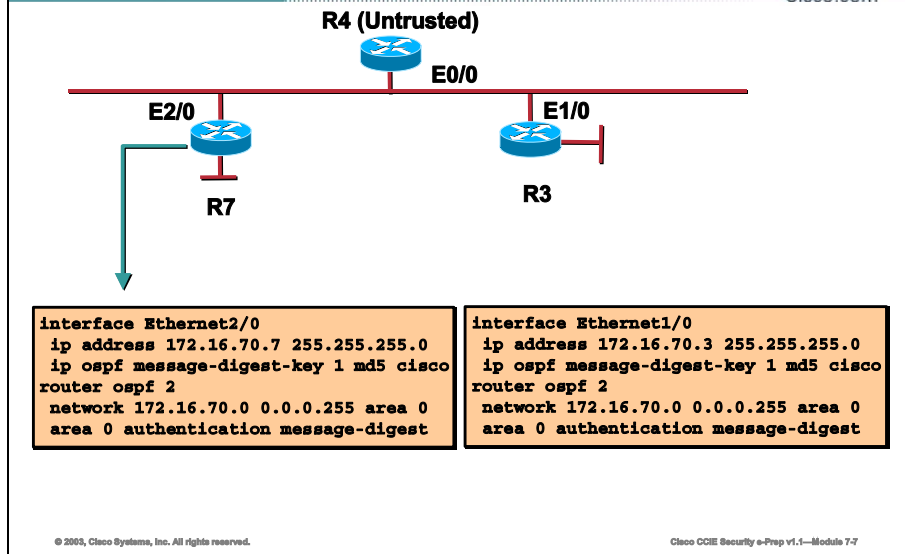 R4 (Untrusted)
E0/0
E2/0
E1/0
R7
R3
interface Ethernet2/0
ip address 172.16.70.7 255.255.255.0
ip ospf message-digest-key 1 md5 cisco
router ospf 2
network 172.16.70.0 0.0.0.255 area 0
area 0 authentication message-digest
interface Ethernet1/0
ip address 172.16.70.3 255.255.255.0
ip ospf message-digest-key 1 md5 cisco
router ospf 2
network 172.16.70.0 0.0.0.255 area 0
area 0 authentication message-digest
© 2003, Cisco Systems, Inc. All rights reserved.
Cisco CCIE Security e-Prep v1.1—Module 7-7